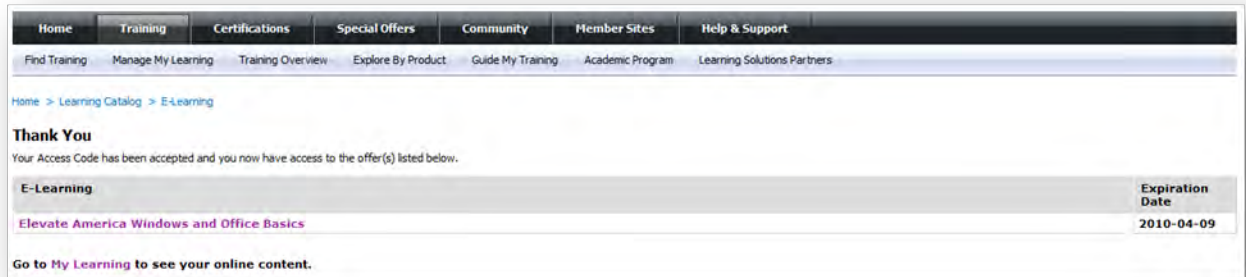 Home Training Certifications Special Offers Community Member Sites Help & Support
Find Training Manage My Learning Training Overview Explore By Product Guide My Training Academic Program Learning Solutions Partners
Home > Learning Catalog > E-Learning
Thank You
Your Access Code has been accepted and you now have access to the offer(s) listed below.
E-Learning Expiration
Date
Elevate America Windows and Office Basics 2010-04-09
Go to My Learning to see your online content.